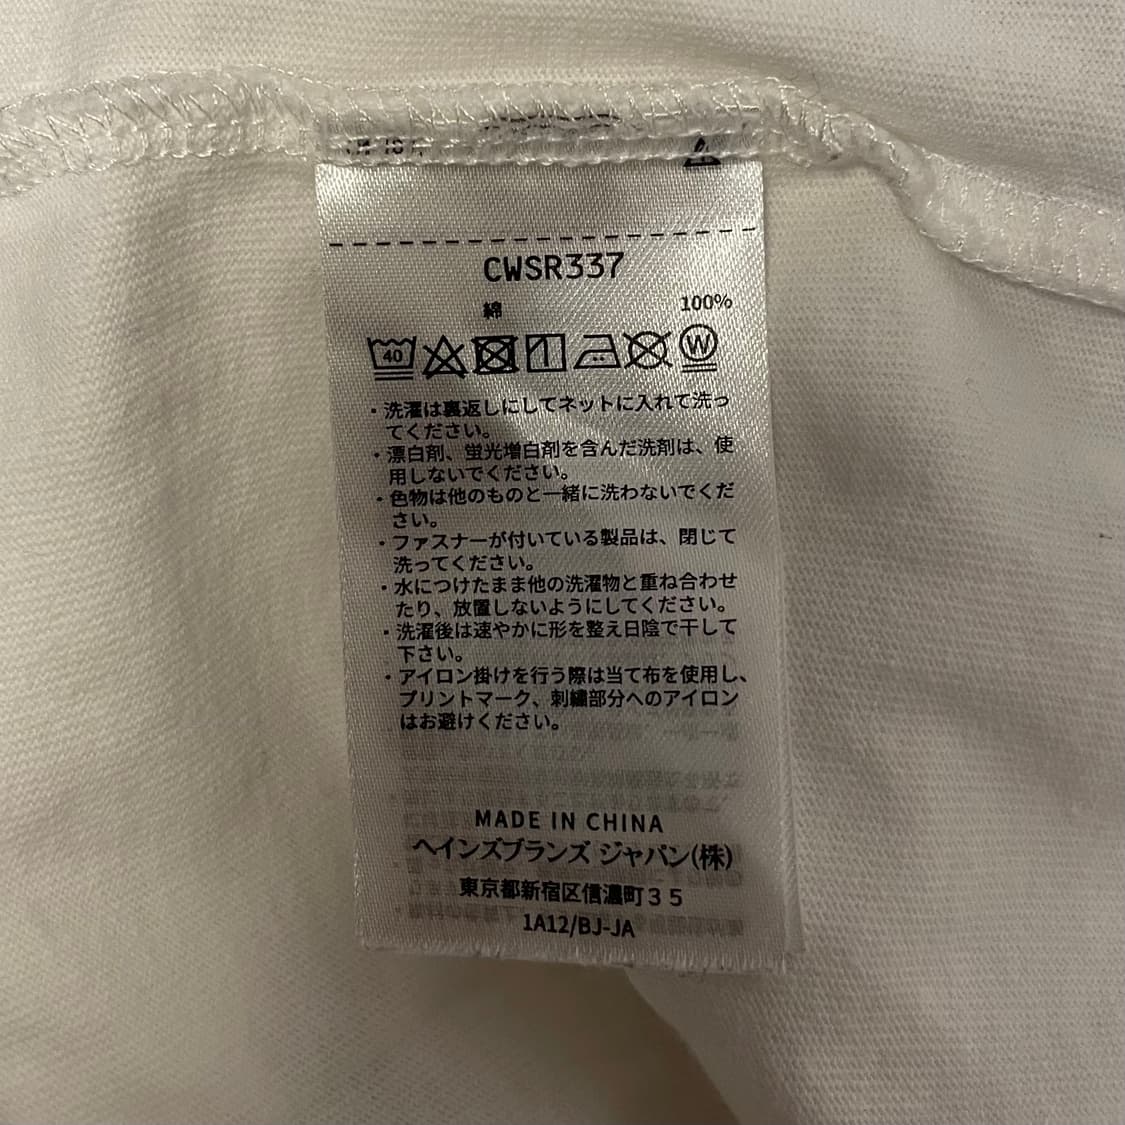 CWSR337
綿 100%
40 W
・洗濯は裏返しにしてネットに入れて洗っ
てください。
・漂白剤、蛍光増白剤を含んだ洗剤は、使
用しないでください。
・色物は他のものと一緒に洗わないでくだ
さい。
・ファスナーが付いている製品は、閉じて
洗ってください。
・水につけたまま他の洗濯物と重ね合わせ
たり、放置しないようにしてください。
・洗濯後は速やかに形を整え日陰で干して
下さい。
・アイロン掛けを行う際は当て布を使用し、
プリントマーク、刺繍部分へのアイロン
はお避けください。
MADE IN CHINA
ヘインズブランズ ジャパン(株)
東京都新宿区信濃町３５
1A12/BJ-JA